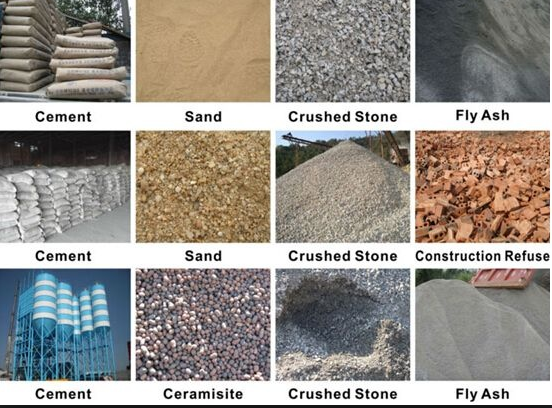 Cement
Sand
Crushed Stone
Fly Ash
Cement
Sand
Crushed Stone
Construction Refuse
Cement
Ceramisite
Crushed Stone
Fly Ash